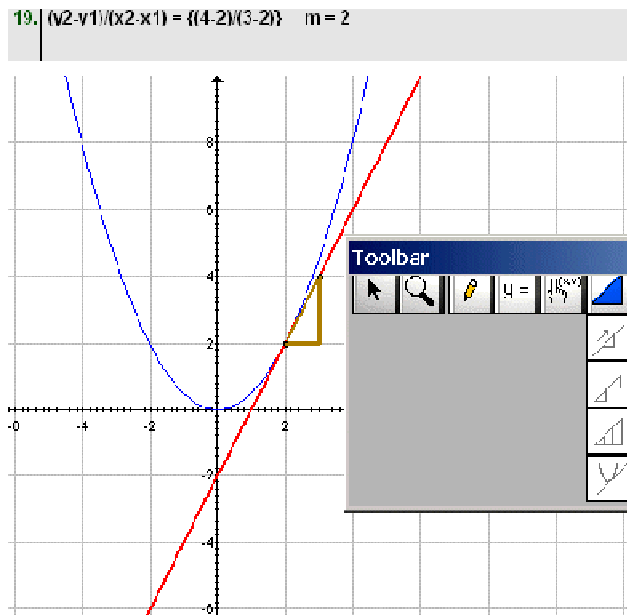 19. (y2-y1)/(x2-x1) = {(4-2)/(3-2)} m = 2
8
6
4
Toolbar
y =
2
-0 -4 -2 2
-2
-4
-6